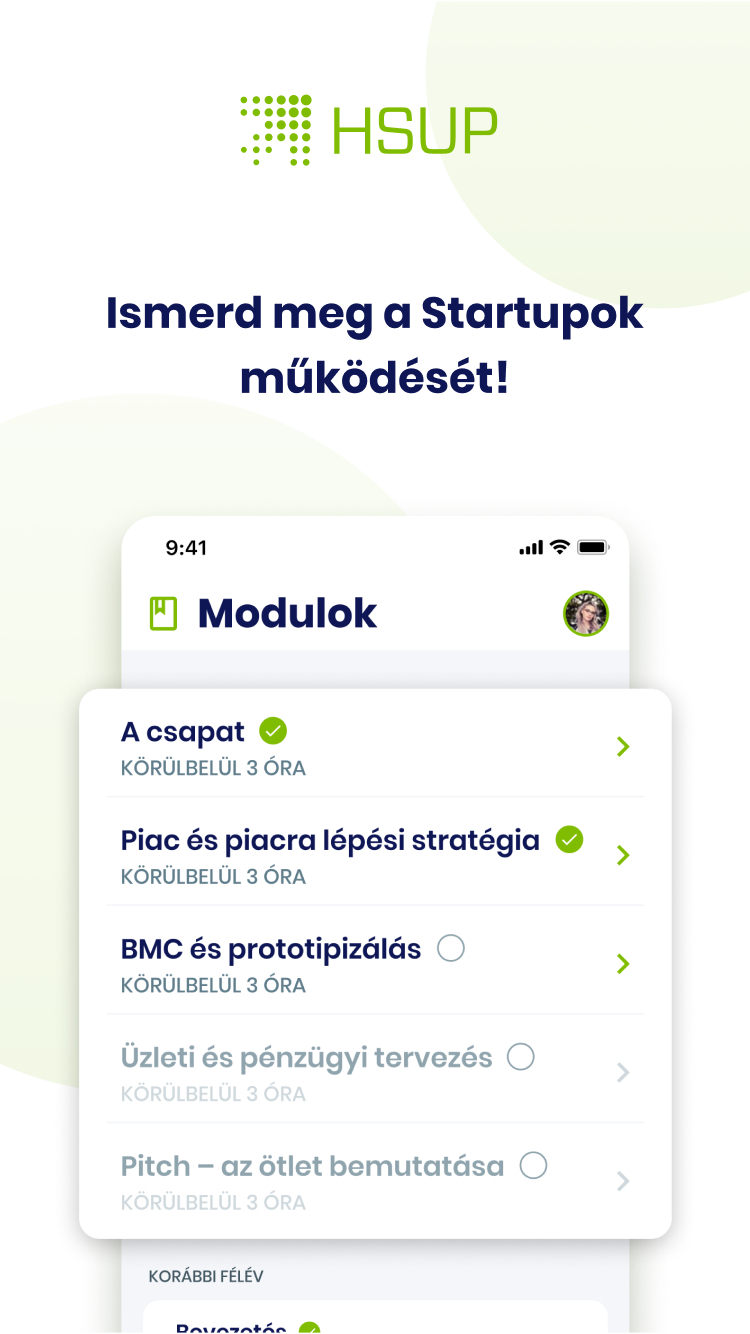 HSUP
Ismerd meg a Startupok
működését!
9:41
Modulok
A csapat
KÖRÜLBELÜL 3 ÓRA
Piac és piacra lépési stratégia
KÖRÜLBELÜL 3 ÓRA
BMC és prototipizálás
KÖRÜLBELÜL 3 ÓRA
Üzleti és pénzügyi tervezés
KÖRÜLBELÜL 3 ÓRA
Pitch – az ötlet bemutatása
KÖRÜLBELÜL 3 ÓRA
KORÁBBI FÉLÉV
Bevezetés